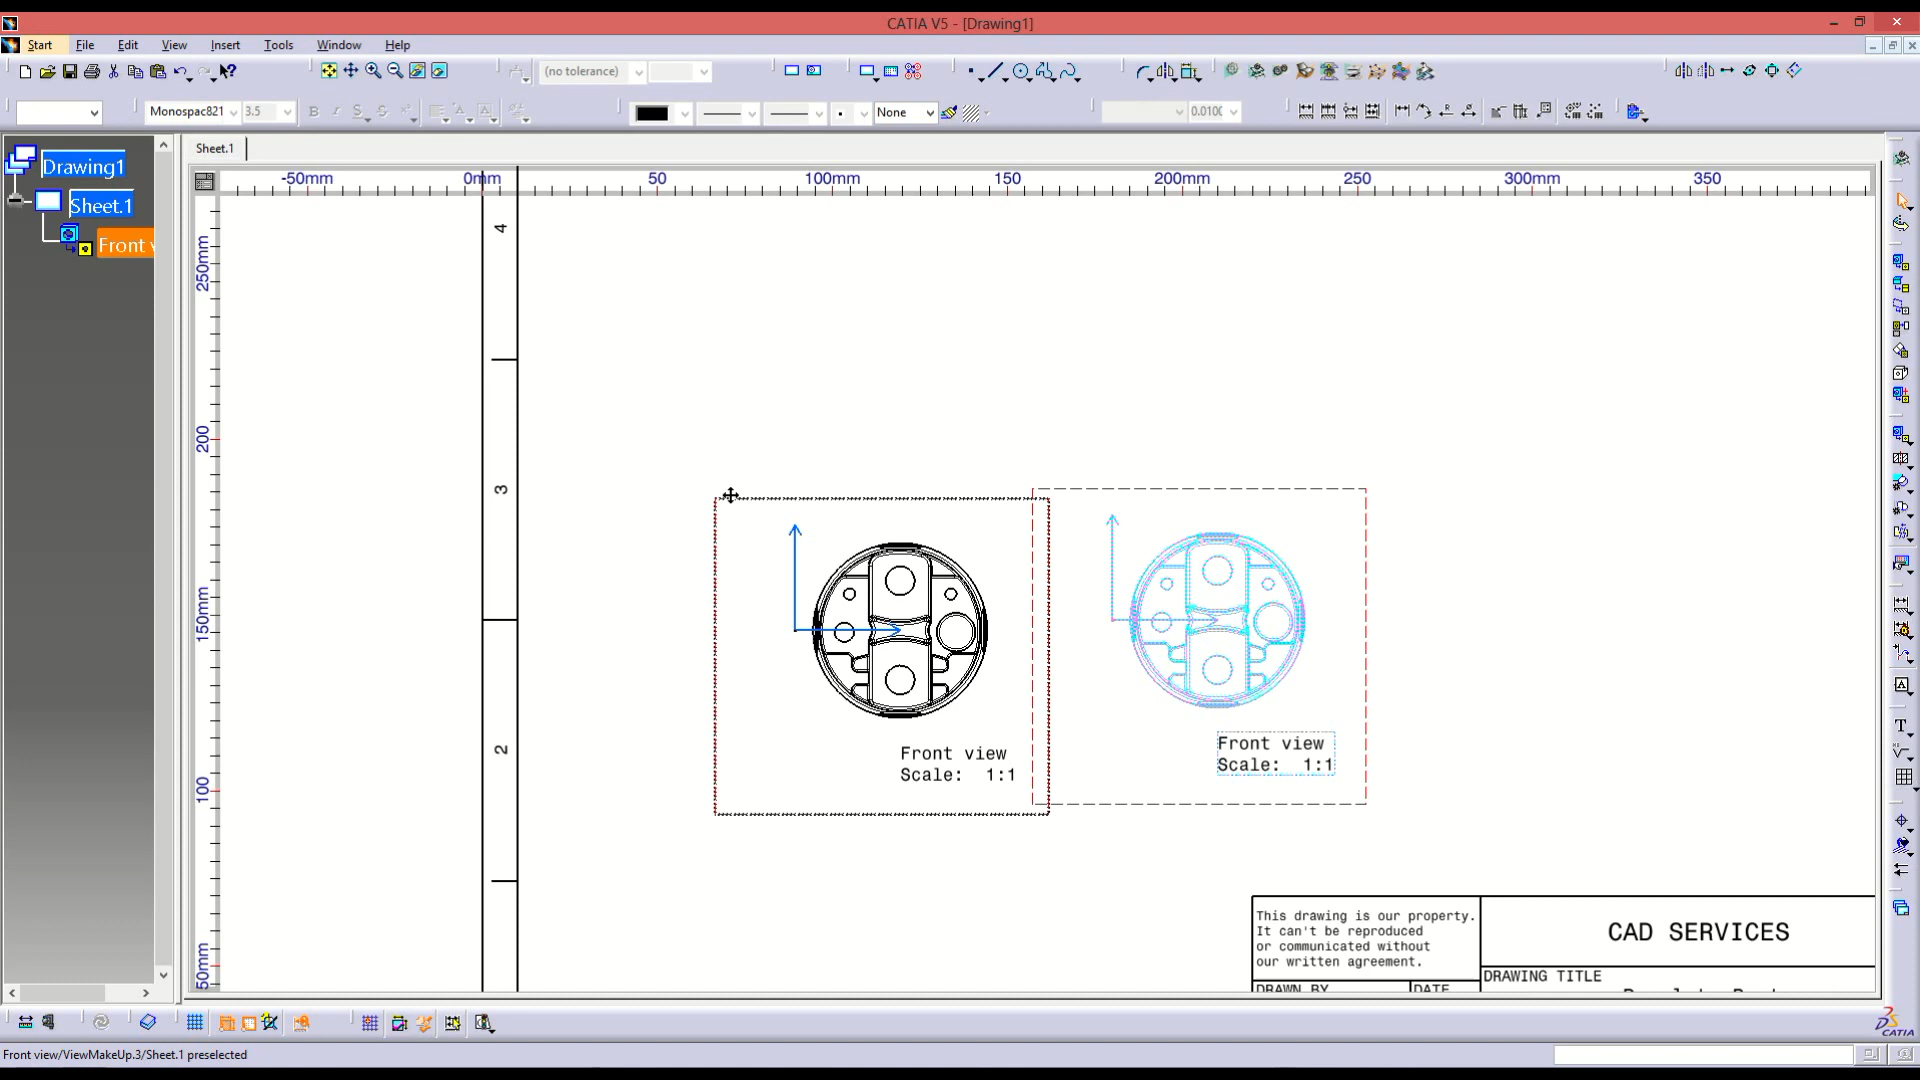 CATIA V5 - [Drawing1]
Start File Edit View Insert Tools Window Help
(no tolerance)
Monospac821 3.5 B S S None 0.010
Drawing1
Sheet.1
Front
Sheet.1
-50mm 0mm 50 100mm 150 200mm 250 300mm 350
250mm
200
150mm
100
50mm
4
3
2
Front view
Scale: 1:1
Front view
Scale: 1:1
This drawing is our property.
It can't be reproduced
or communicated without
our written agreement.
CAD SERVICES
DRAWING TITLE
DRAWN BY DATE
CATIA
Front view/ViewMakeUp.3/Sheet.1 preselected